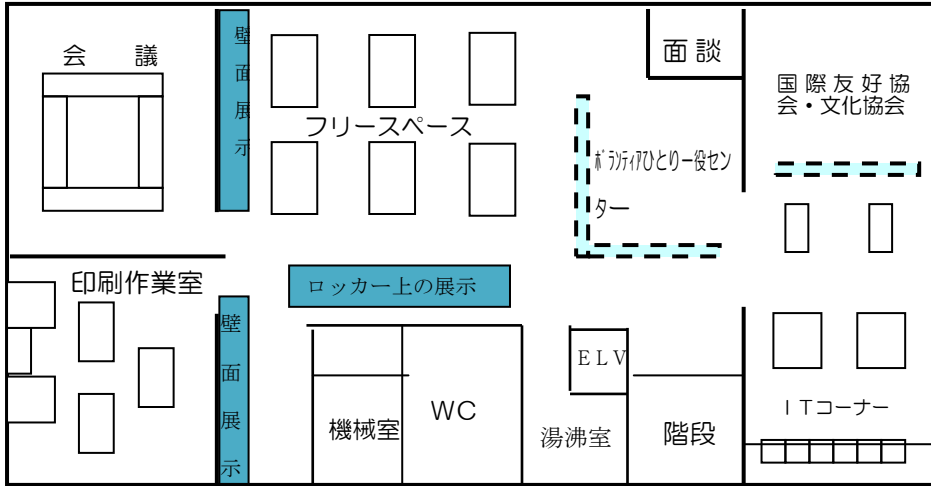 会　議
壁面展示
フリースペース
面談
国際友好協
会・文化協会
ﾎﾞﾗﾝﾃｨｱひとり一役セン
ター
印刷作業室
ロッカー上の展示
壁面展示
ＥＬＶ
機械室
ＷＣ
湯沸室
階段
ＩＴコーナー